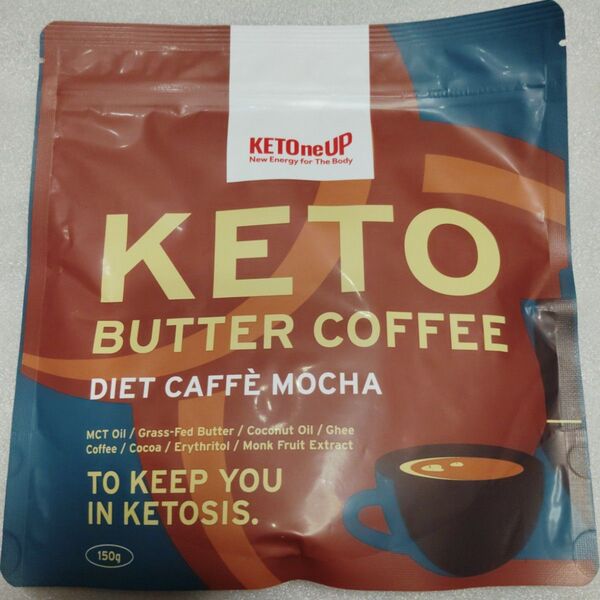 KETOneUP
New Energy for The Body
KETO
BUTTER COFFEE
DIET CAFFÈ MOCHA
MCT Oil / Grass-Fed Butter / Coconut Oil / Ghee
Coffee / Cocoa / Erythritol / Monk Fruit Extract
TO KEEP YOU
IN KETOSIS.
150g